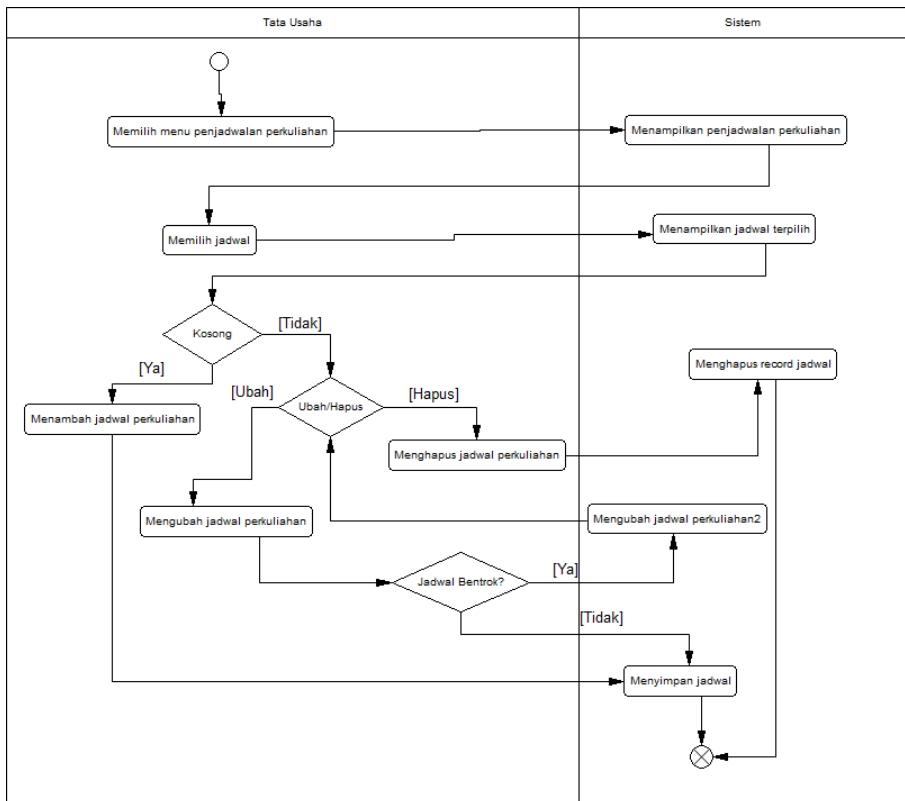 Tata Usaha
Sistem
Memilih menu penjadwalan perkuliahan
Menampilkan penjadwalan perkuliahan
Memilih jadwal
Menampilkan jadwal terpilih
Kosong
[Tidak]
[Ya]
Menghapus record jadwal
[Ubah]
Ubah/Hapus
[Hapus]
Menambah jadwal perkuliahan
Menghapus jadwal perkuliahan
Mengubah jadwal perkuliahan
Mengubah jadwal perkuliahan2
Jadwal Bentrok?
[Ya]
[Tidak]
Menyimpan jadwal